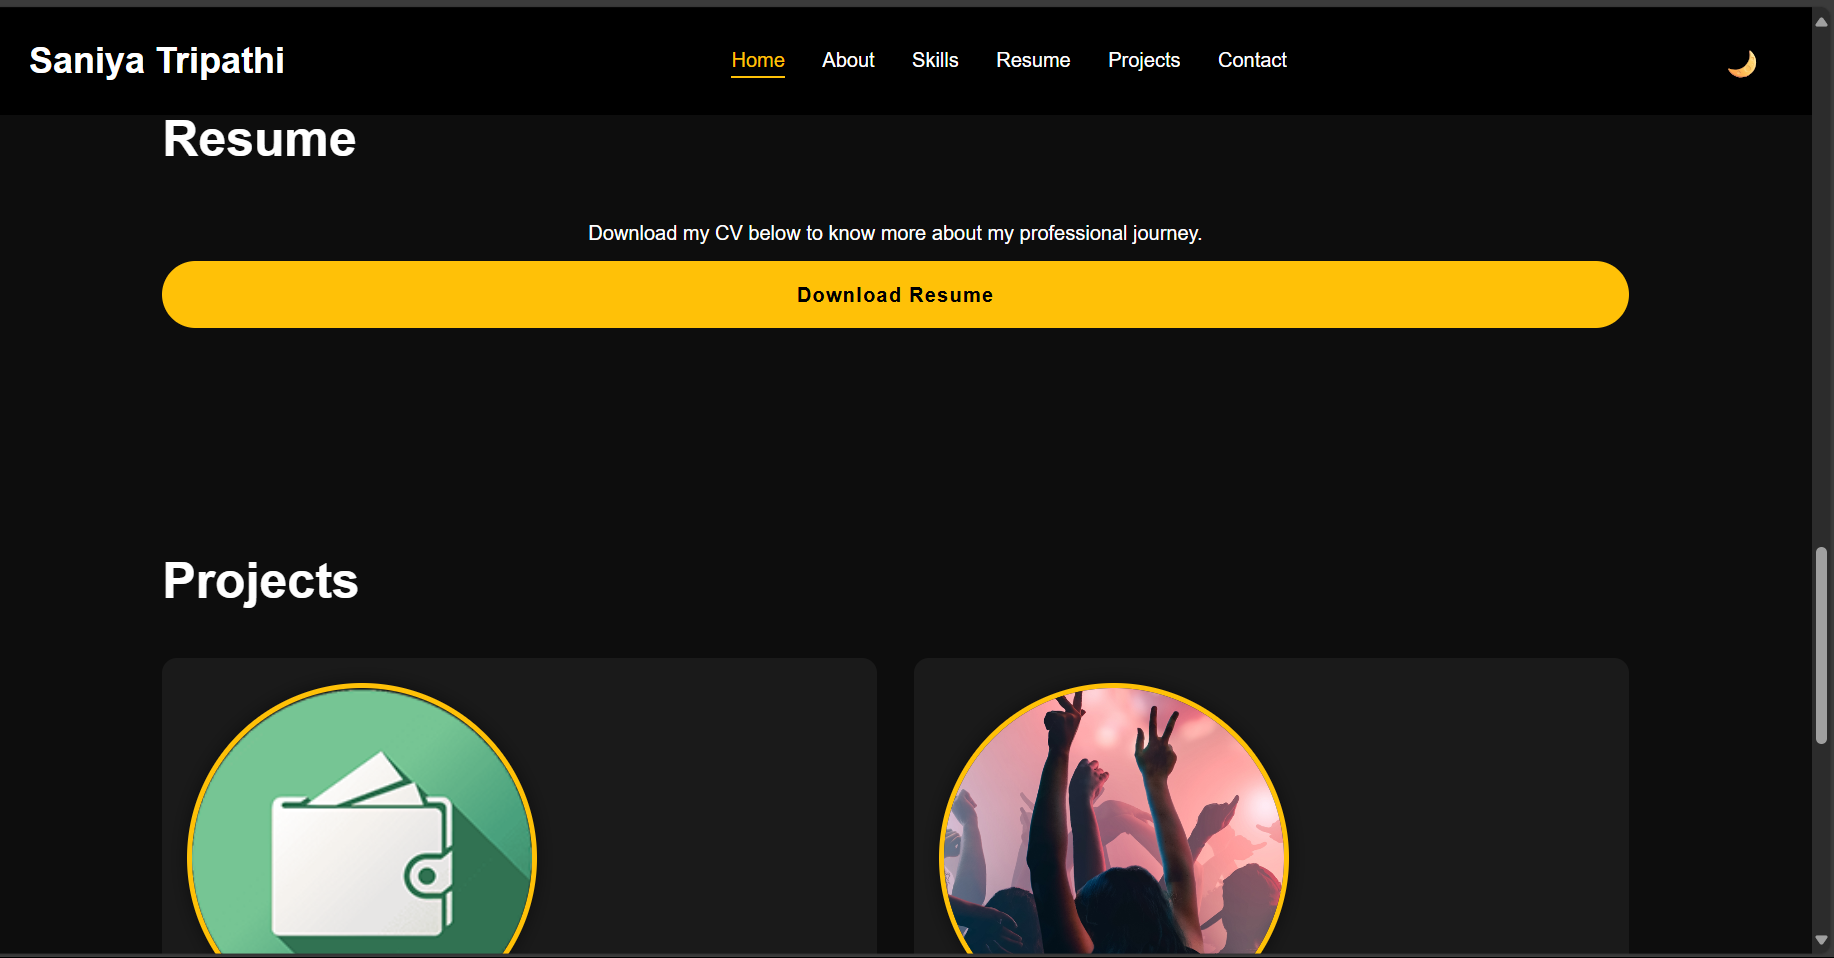 Saniya Tripathi
Home About Skills Resume Projects Contact
Resume
Download my CV below to know more about my professional journey.
Download Resume
Projects